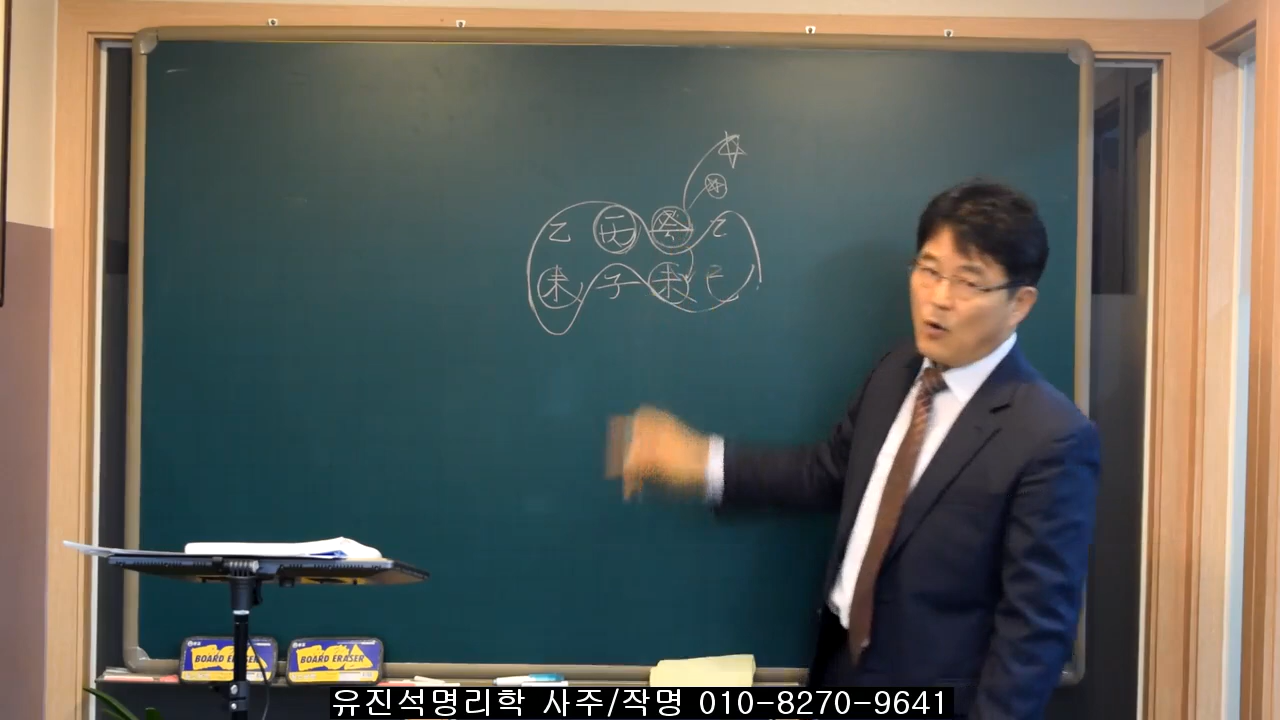 乙 丙 癸 乙
未 子 未 巳
BOARD ERASER BOARD ERASER
유진석명리학 사주/작명 010-8270-9641